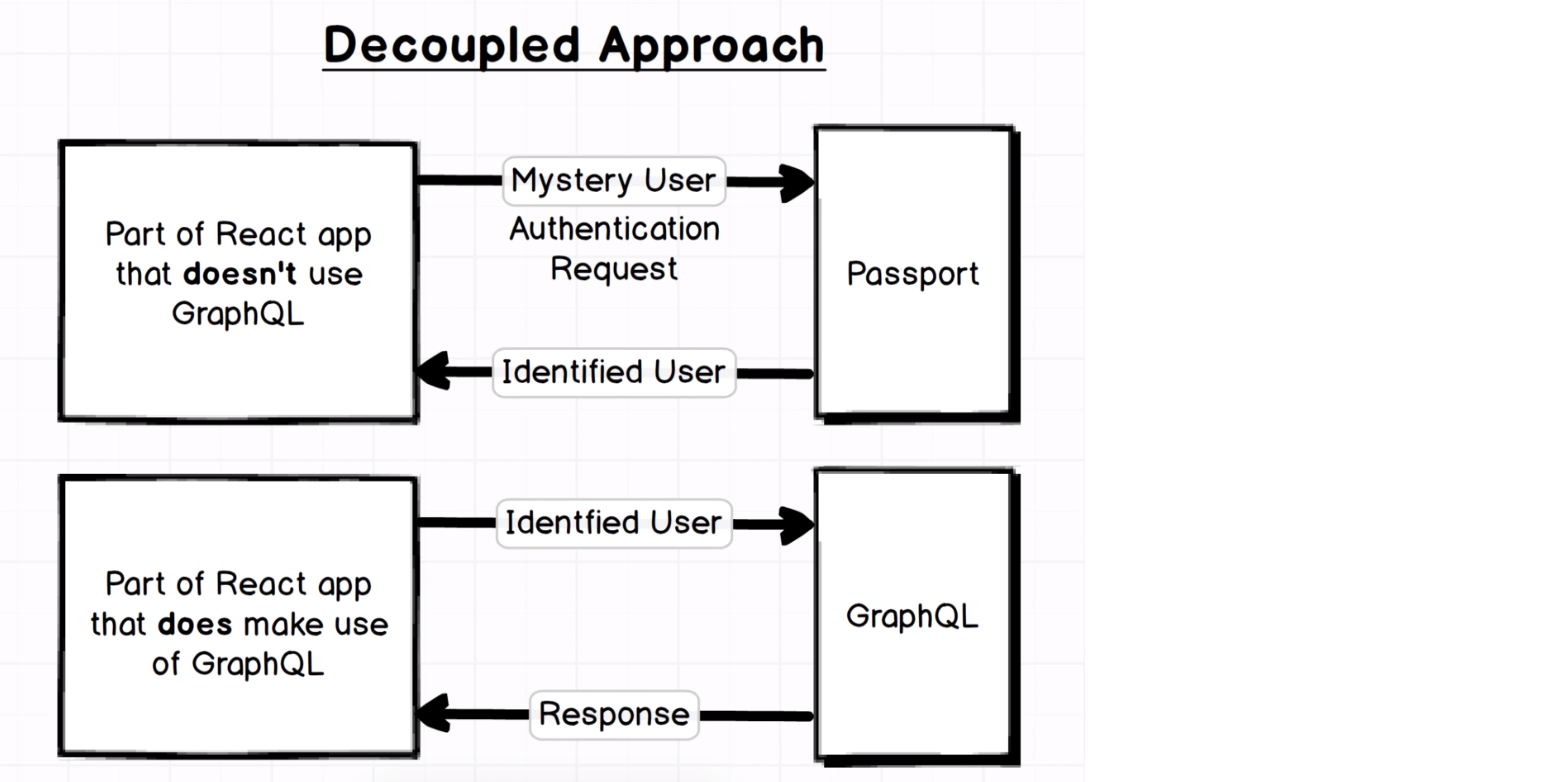 Decoupled Approach
Part of React app
that doesn't use
GraphQL
Mystery User
Authentication
Request
Identified User
Passport
Part of React app
that does make use
of GraphQL
Identfied User
Response
GraphQL